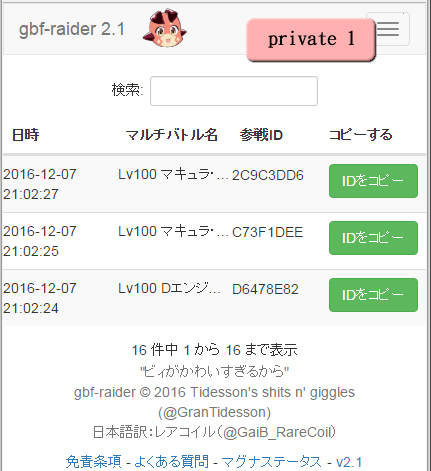 gbf-raider 2.1
private 1
検索:
日時 マルチバトル名 参戦ID コピーする
2016-12-07 21:02:27 Lv100 マキュラ・... 2C9C3DD6 IDをコピー
2016-12-07 21:02:25 Lv100 マキュラ・... C73F1DEE IDをコピー
2016-12-07 21:02:24 Lv100 Dエンジ... D6478E82 IDをコピー
16 件中 1 から 16 まで表示
"ビィがかわいすぎるから"
gbf-raider © 2016 Tidesson's shits n' giggles
(@GranTidesson)
日本語訳：レアコイル（@GaiB_RareCoil）
免責条項 - よくある質問 - マグナステータス - v2.1